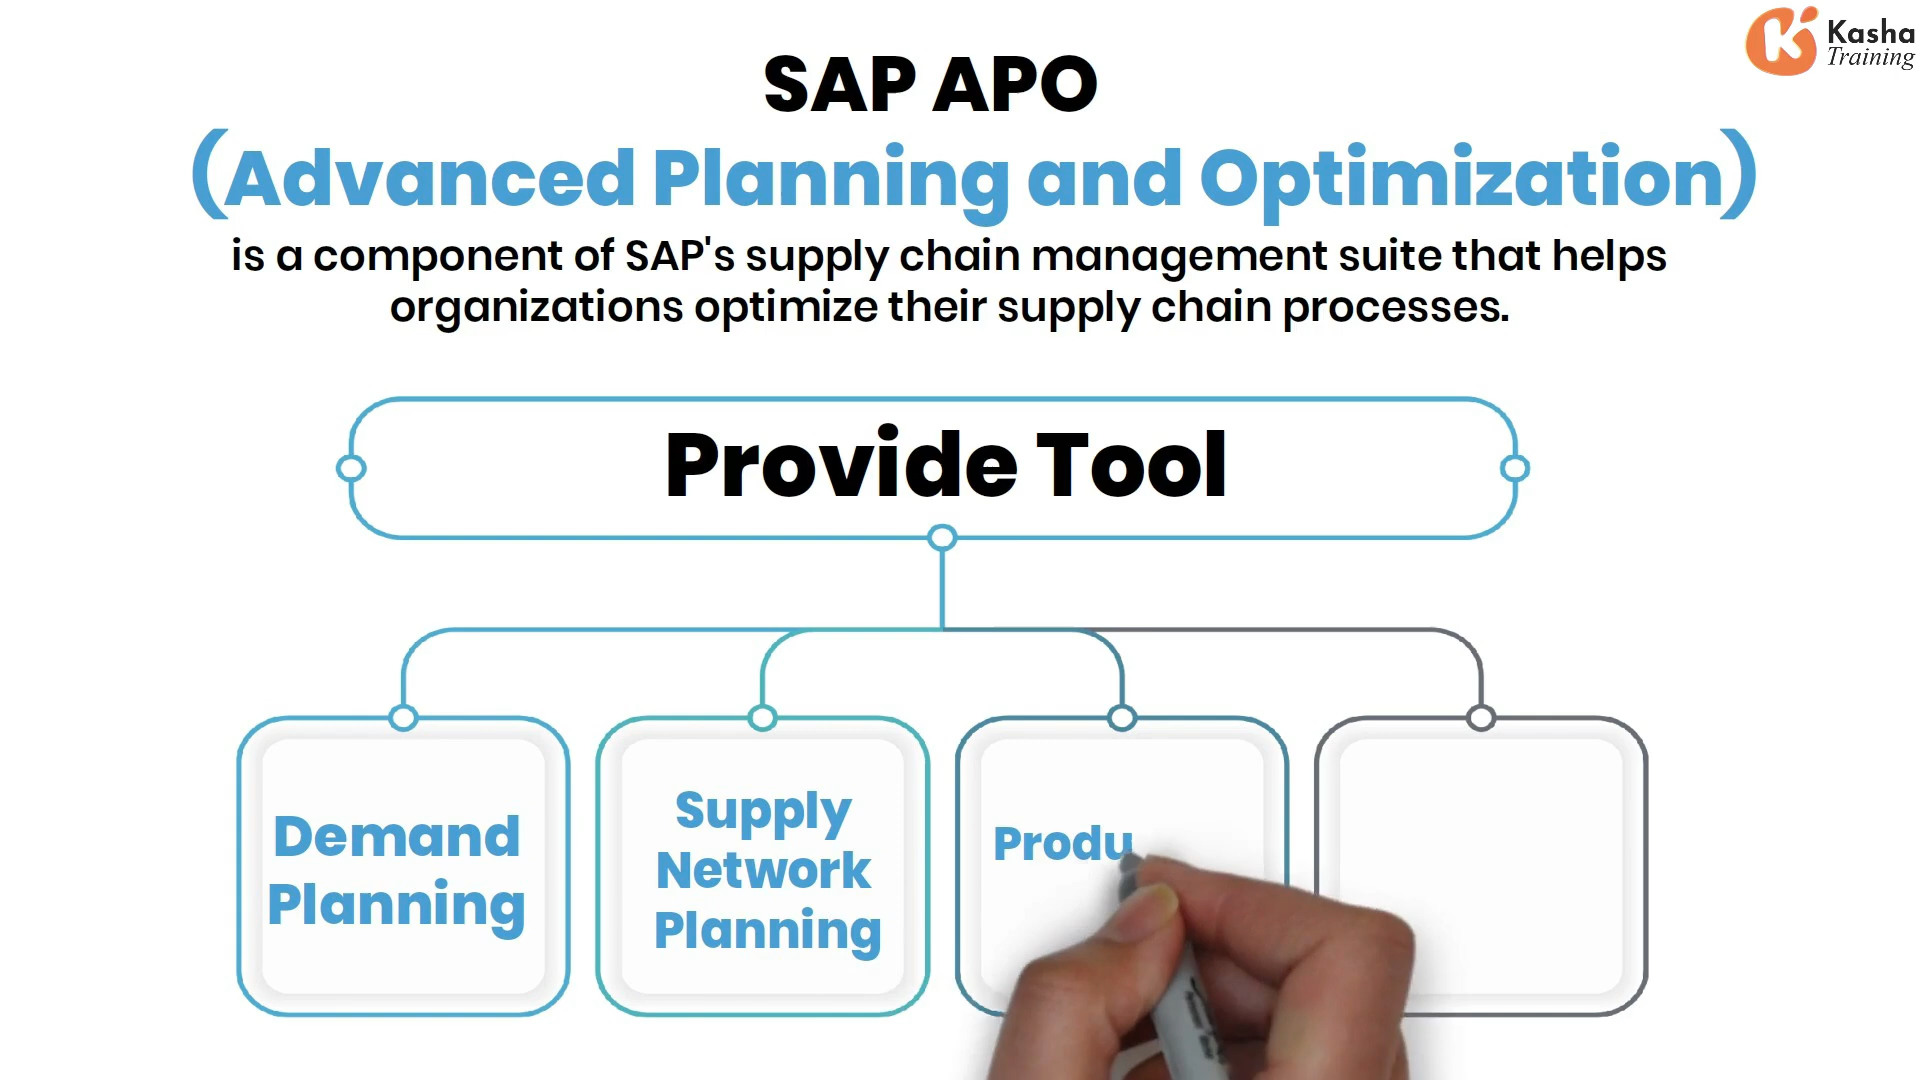 Kasha
Training
SAP APO
(Advanced Planning and Optimization)
is a component of SAP's supply chain management suite that helps
organizations optimize their supply chain processes.
Provide Tool
Demand
Planning
Supply
Network
Planning
Produ